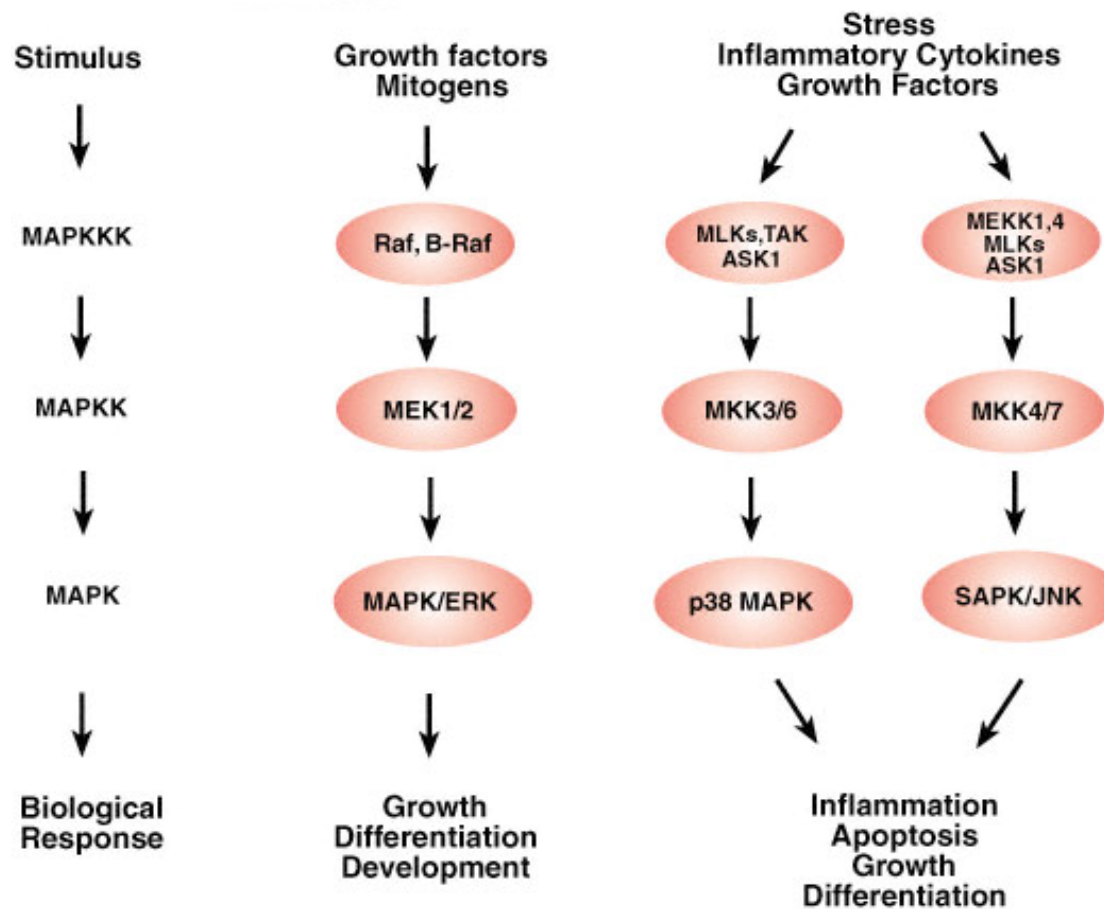 Stimulus
MAPKKK
MAPKK
MAPK
Biological
Response
Growth factors
Mitogens
Raf, B-Raf
MEK1/2
MAPK/ERK
Growth
Differentiation
Development
Stress
Inflammatory Cytokines
Growth Factors
MLKs,TAK
ASK1
MKK3/6
p38 MAPK
MEKK1,4
MLKs
ASK1
MKK4/7
SAPK/JNK
Inflammation
Apoptosis
Growth
Differentiation